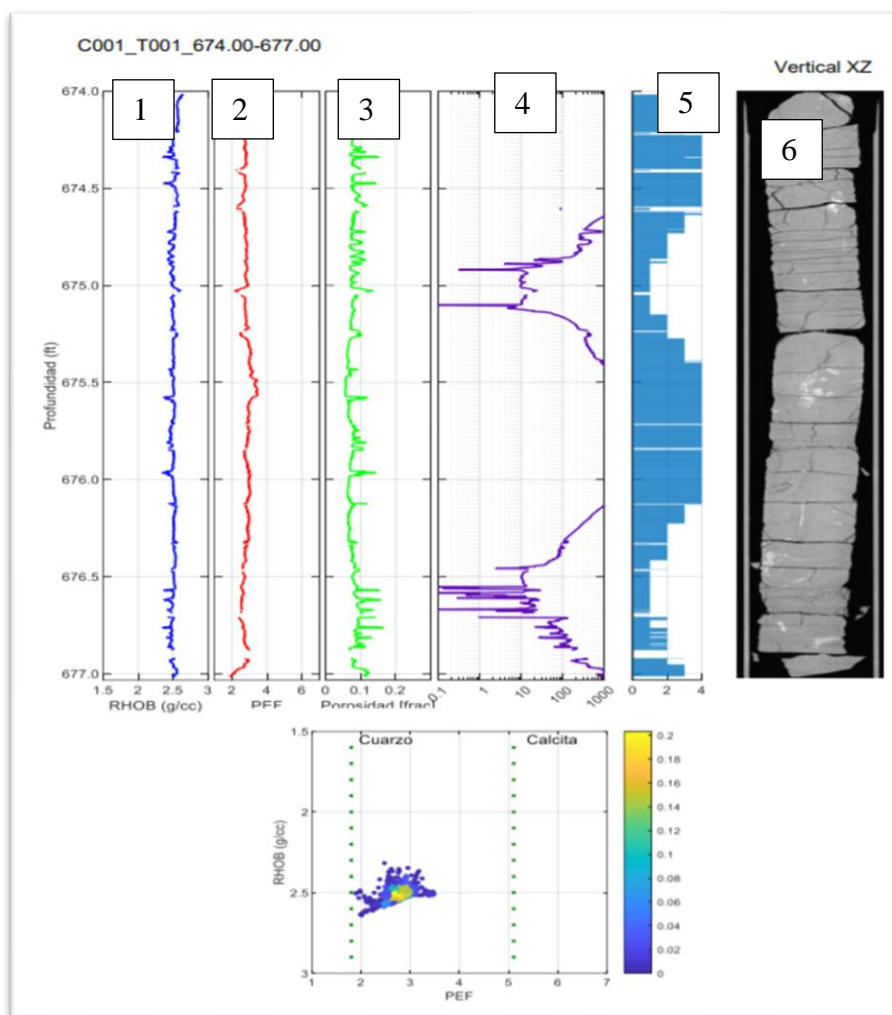 C001_T001_674.00-677.00
Vertical XZ
1
2
3
4
5
6
674.0
674.5
675.0
675.5
676.0
676.5
677.0
Profundidad (ft)
1.5 2 2.5 3
2 4 6
0.1 0.2
0.1 1 10 100 1000
0 2 4
RHOB (g/cc)
PEF
Porosidad [frac]
Cuarzo
Calcita
1.5
2
2.5
3
RHOB (g/cc)
1 2 3 4 5 6 7
PEF
0.2
0.18
0.16
0.14
0.12
0.1
0.08
0.06
0.04
0.02
0